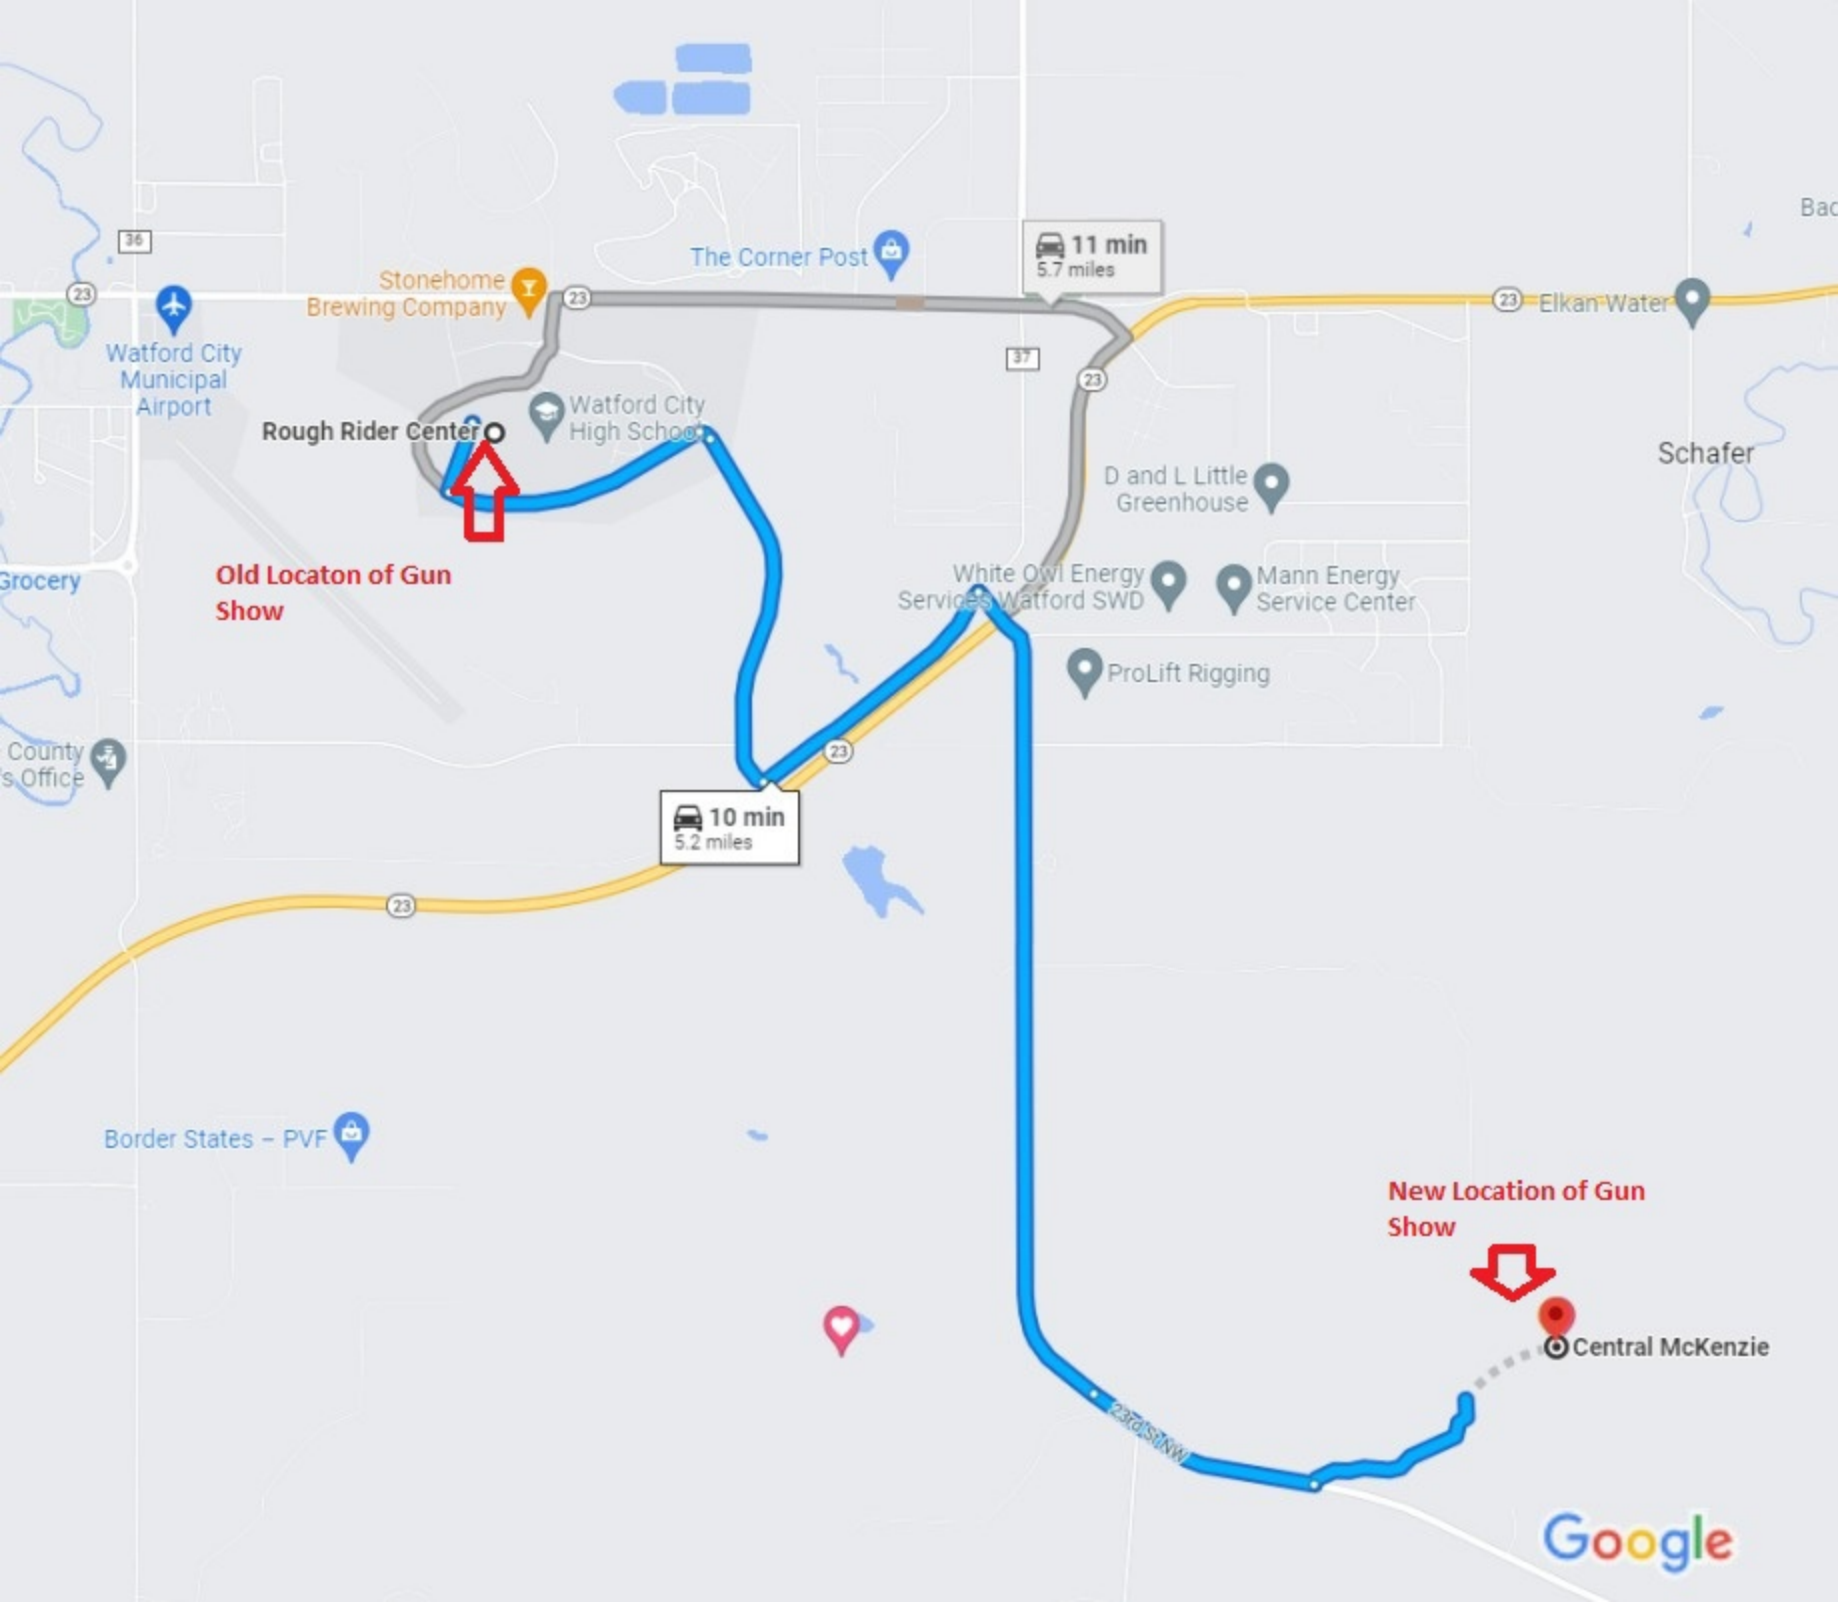 Bad
The Corner Post
11 min
5.7 miles
36
23
Stonehome
Brewing Company
23
23
Elkan Water
Watford City
Municipal
Airport
37
23
Rough Rider Center
Watford City
High School
Schafer
D and L Little
Greenhouse
Old Locaton of Gun
Show
Grocery
White Owl Energy
Services Watford SWD
Mann Energy
Service Center
ProLift Rigging
County
's Office
23
10 min
5.2 miles
23
Border States – PVF
New Location of Gun
Show
Central McKenzie
23rd St NW
Google